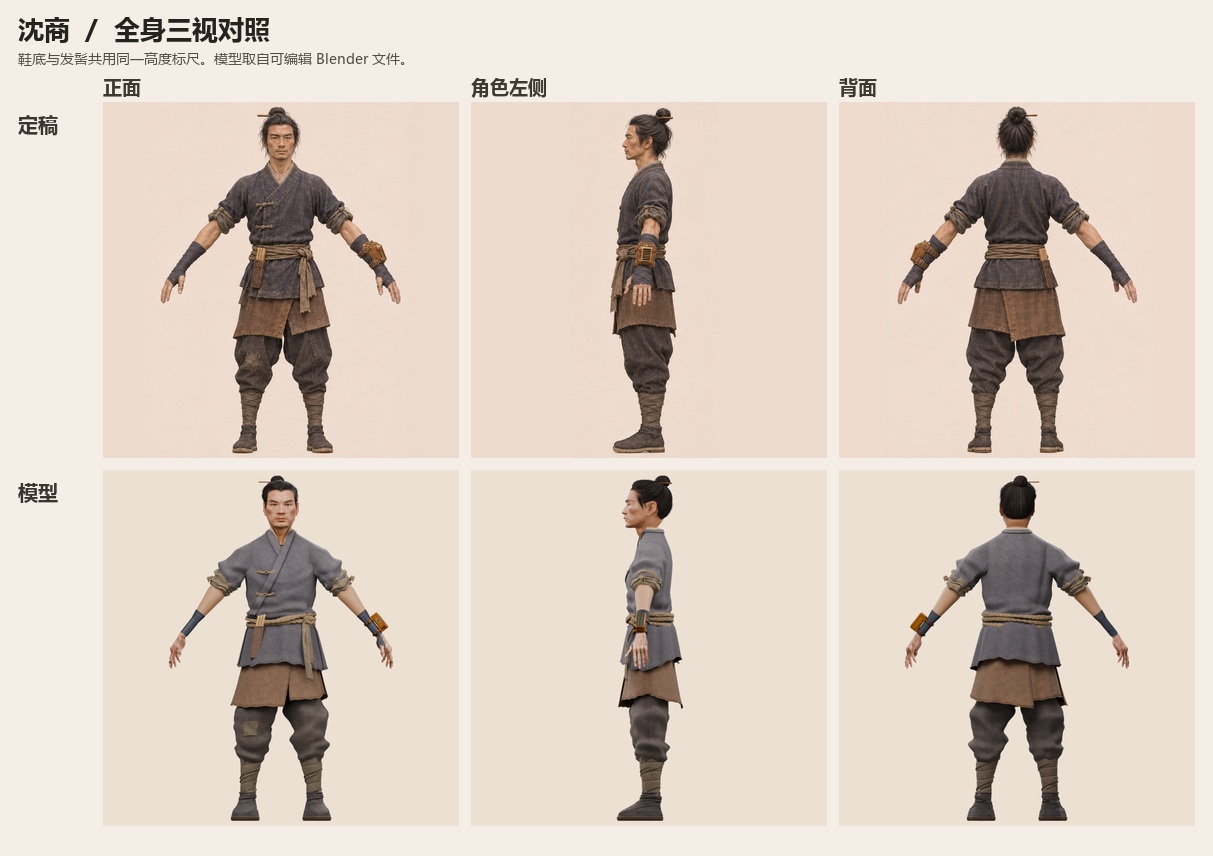 沈商 / 全身三视对照
鞋底与发髻共用同一高度标尺。模型取自可编辑 Blender 文件。
正面 角色左侧 背面
定稿
模型